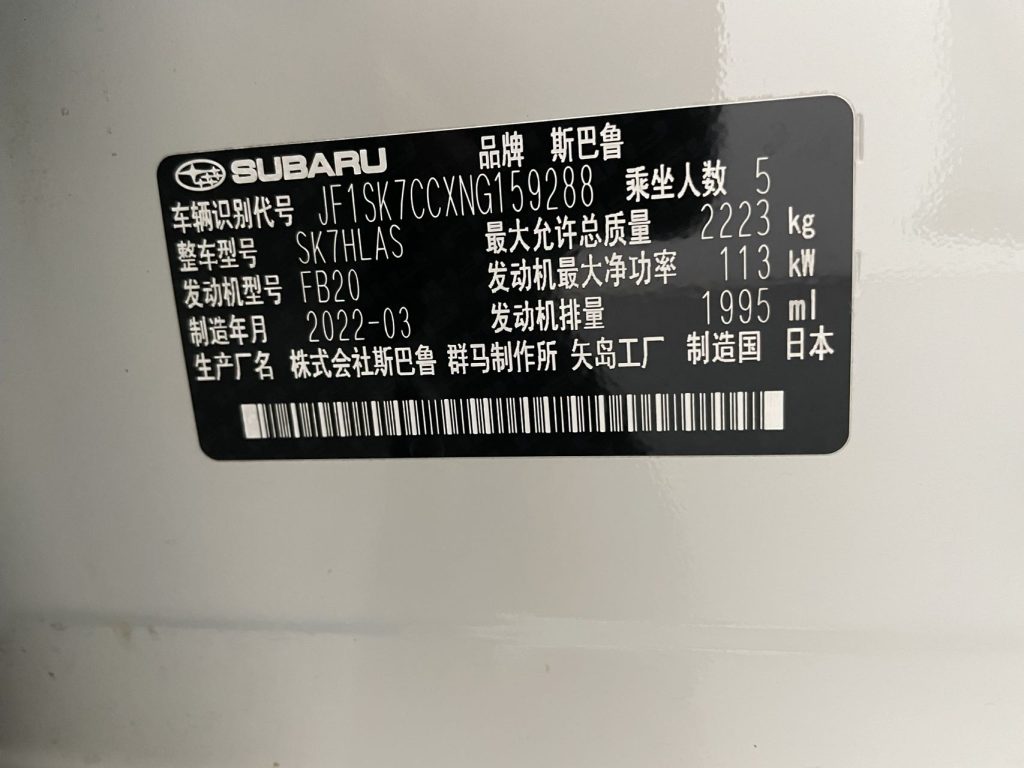 SUBARU 品牌 斯巴鲁
车辆识别代号 JF1SK7CCXNG159288 乘坐人数 5
整车型号 SK7HLAS 最大允许总质量 2223 kg
发动机型号 FB20 发动机最大净功率 113 kW
制造年月 2022-03 发动机排量 1995 ml
生产厂名 株式会社斯巴鲁 群马制作所 矢岛工厂 制造国 日本